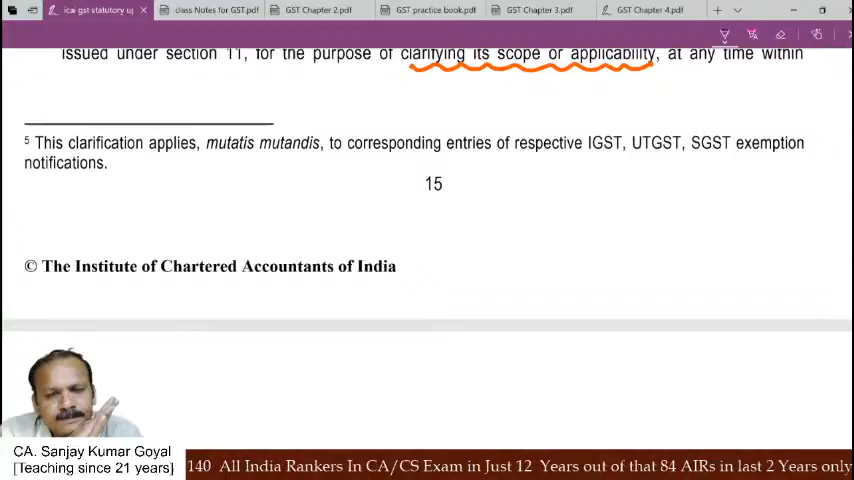 icai gst statutory up
class Notes for GST.pdf
GST Chapter 2.pdf
GST practice book.pdf
GST Chapter 3.pdf
GST Chapter 4.pdf
issued under section 11, for the purpose of clarifying its scope or applicability, at any time within
5 This clarification applies, mutatis mutandis, to corresponding entries of respective IGST, UTGST, SGST exemption
notifications.
15
© The Institute of Chartered Accountants of India
CA. Sanjay Kumar Goyal
[Teaching since 21 years]
140 All India Rankers In CA/CS Exam in Just 12 Years out of that 84 AIRs in last 2 Years only